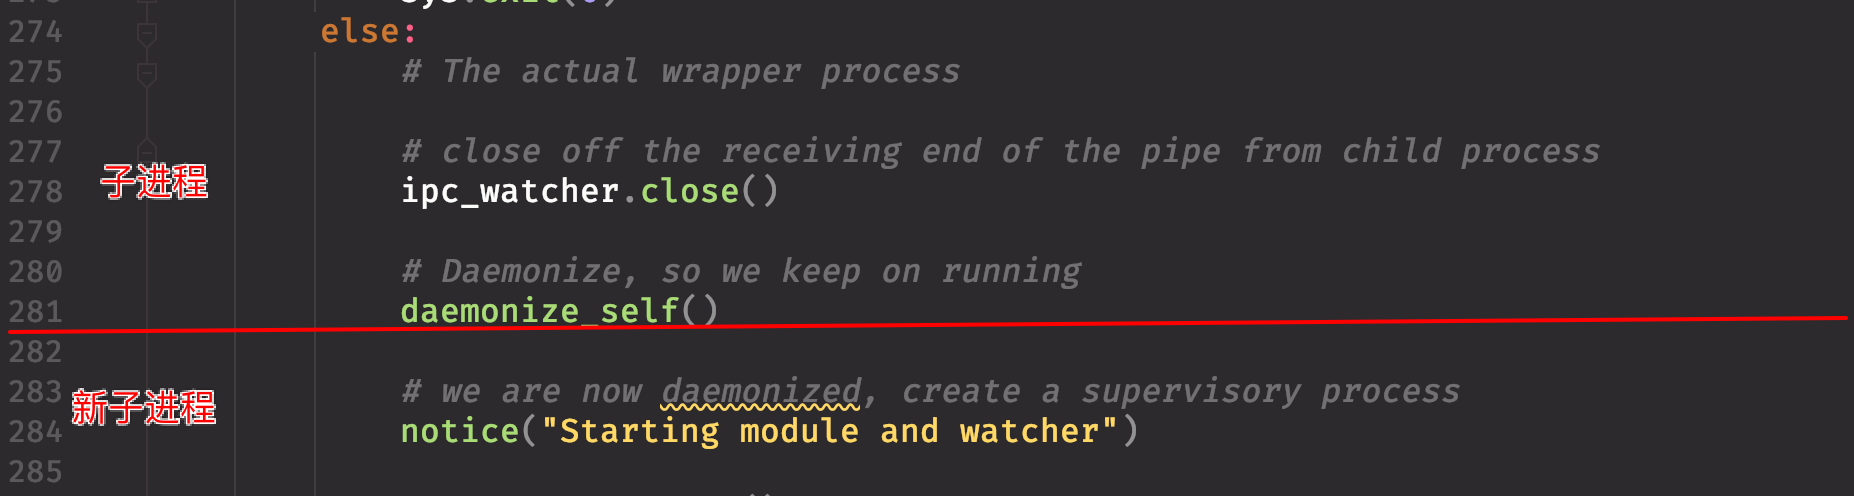 274 else:
275 # The actual wrapper process
276
277 # close off the receiving end of the pipe from child process
子进程
278 ipc_watcher.close()
279
280 # Daemonize, so we keep on running
281 daemonize_self()
282
283 # we are now daemonized, create a supervisory process
新子进程
284 notice("Starting module and watcher")
285